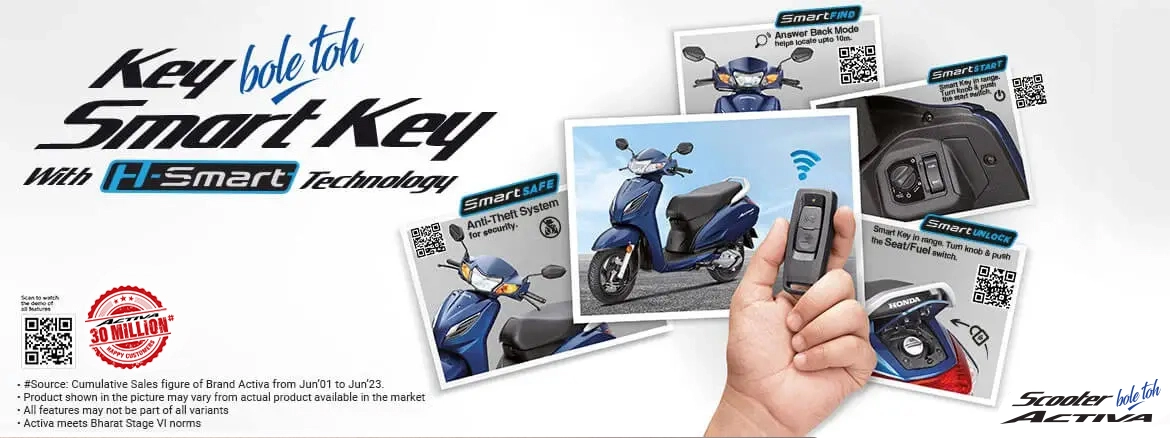 Key bole toh
Smart Key
With H-Smart Technology
SmartFIND
Answer Back Mode
helps locate upto 10m.
SmartSTART
Smart Key in range.
Turn knob & push
the start switch.
SmartSAFE
Anti-Theft System
for security.
SmartUNLOCK
Smart Key in range. Turn knob & push
the Seat/Fuel switch.
HONDA
Scan to watch
the demo of
all features
ACTIVA
30 MILLION#
HAPPY CUSTOMERS
• #Source: Cumulative Sales figure of Brand Activa from Jun'01 to Jun'23.
• Product shown in the picture may vary from actual product available in the market
• All features may not be part of all variants
• Activa meets Bharat Stage VI norms
Scooter bole toh
ACTIVA